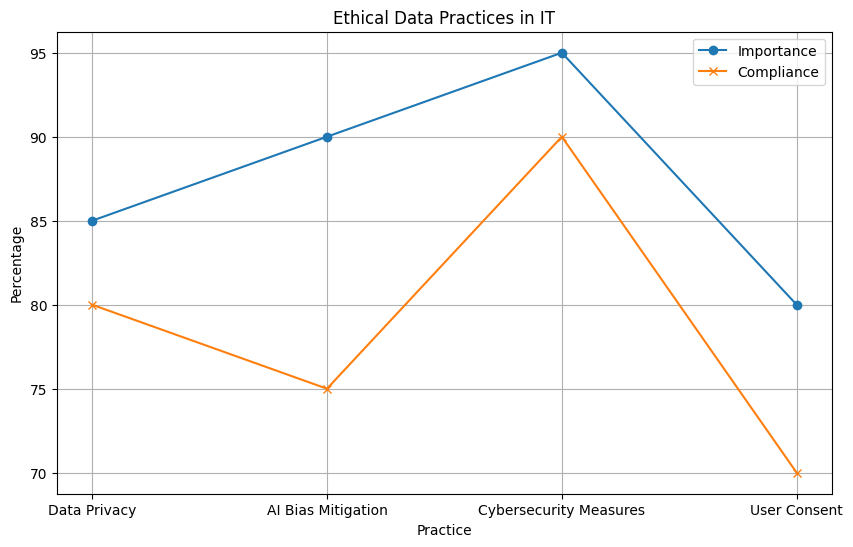 Ethical Data Practices in IT
Importance
Compliance
Percentage
95
90
85
80
75
70
Data Privacy
AI Bias Mitigation
Cybersecurity Measures
User Consent
Practice